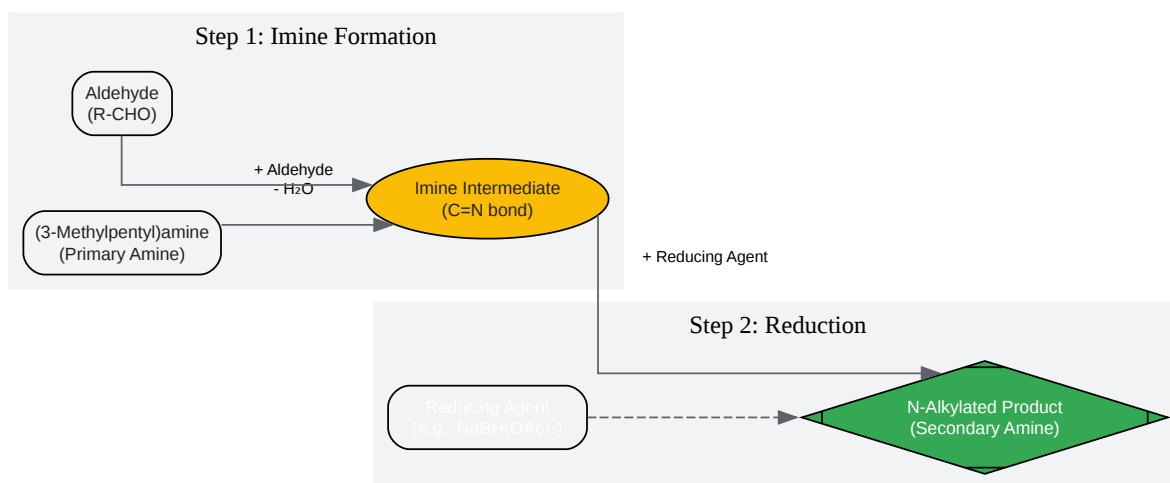 Step 1: Imine Formation
Aldehyde
(R-CHO)
+ Aldehyde
- H₂O
Imine Intermediate
(C=N bond)
(3-Methylpentyl)amine
(Primary Amine)
+ Reducing Agent
Step 2: Reduction
Reducing Agent
(e.g., NaBH(OAc)₃)
N-Alkylated Product
(Secondary Amine)